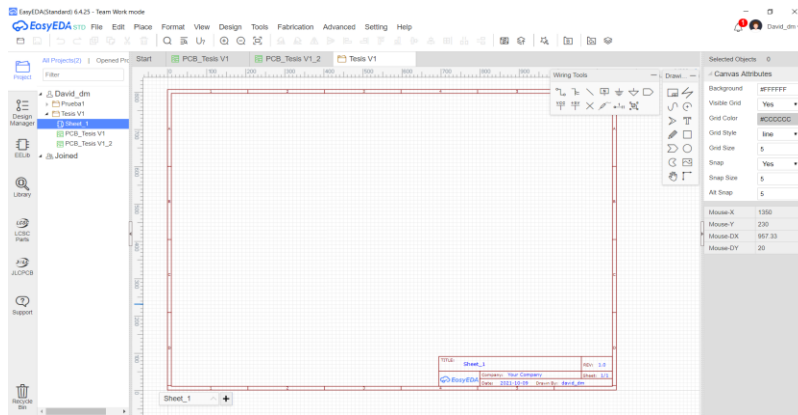 EasyEDA(Standard) 6.4.25 - Team Work mode
EasyEDA STD File Edit Place Format View Design Tools Fabrication Advanced Setting Help David_dm
Project
Design Manager
EELib
Library
LCSC Parts
JLCPCB
Support
Recycle Bin
All Projects(2) | Opened Pro
Filter
David_dm
Prueba1
Tesis V1
Sheet_1
PCB_Tesis V1
PCB_Tesis V1_2
Joined
Start PCB_Tesis V1 PCB_Tesis V1_2 Tesis V1
Wiring Tools
Drawi...
TITLE:
Sheet_1
REV: 1.0
EasyEDA
Company: Your Company
Sheet: 1/1
Date: 2022-10-09 Drawn By: david_dm
Sheet_1
Selected Objects 0
Canvas Attributes
Background #FFFFFF
Visible Grid Yes
Grid Color #CCCCCC
Grid Style line
Grid Size 5
Snap Yes
Snap Size 5
Alt Snap 5
Mouse-X 1350
Mouse-Y 230
Mouse-DX 957.33
Mouse-DY 20